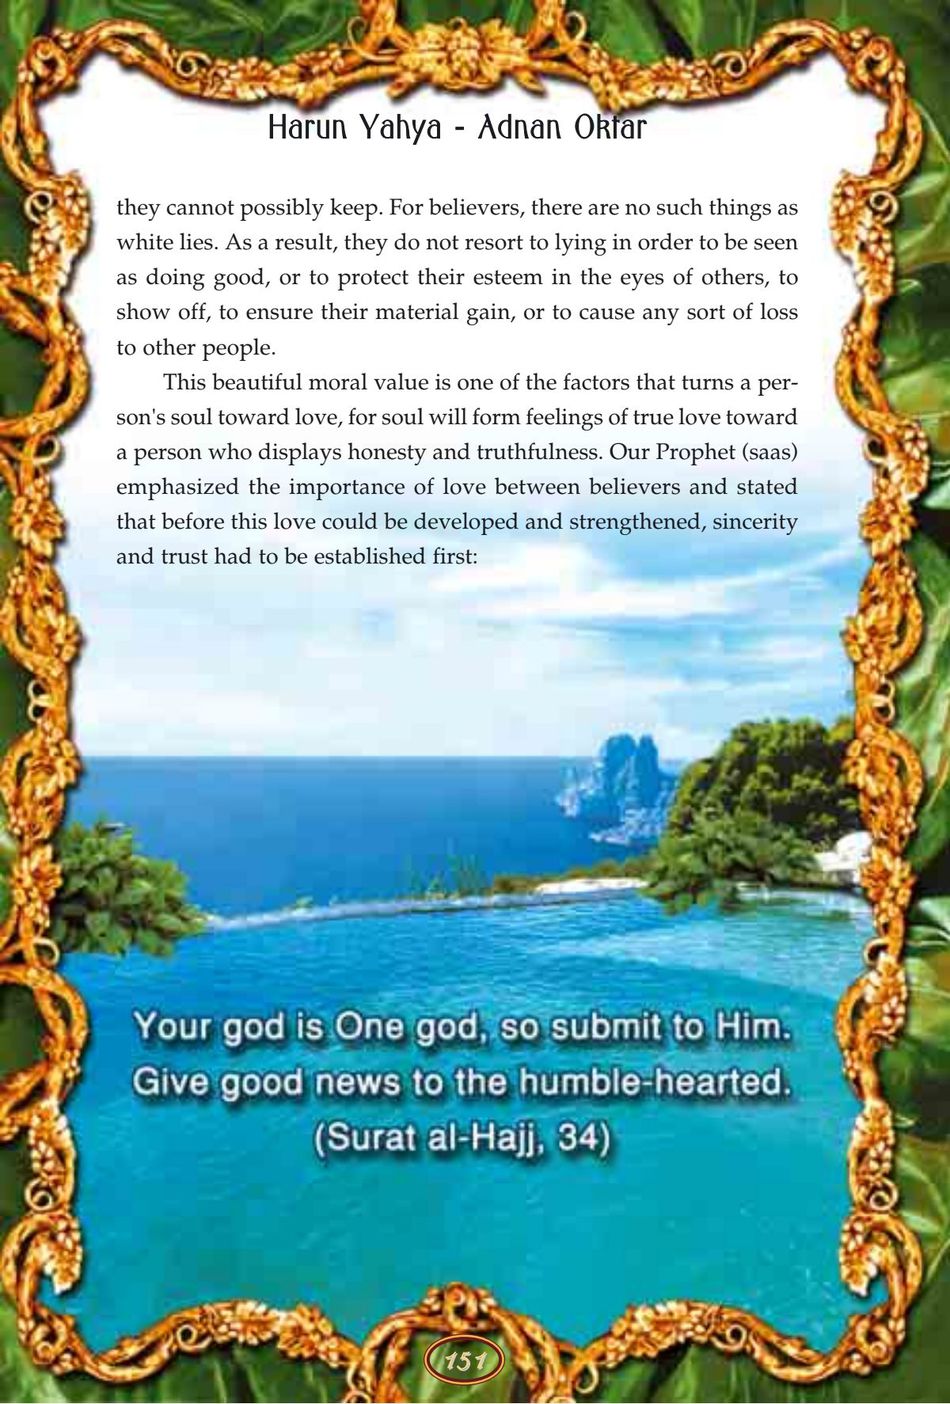 Harun Yahya - Adnan Oktar
they cannot possibly keep. For believers, there are no such things as
white lies. As a result, they do not resort to lying in order to be seen
as doing good, or to protect their esteem in the eyes of others, to
show off, to ensure their material gain, or to cause any sort of loss
to other people.
This beautiful moral value is one of the factors that turns a per-
son's soul toward love, for soul will form feelings of true love toward
a person who displays honesty and truthfulness. Our Prophet (saas)
emphasized the importance of love between believers and stated
that before this love could be developed and strengthened, sincerity
and trust had to be established first:
Your god is One god, so submit to Him.
Give good news to the humble-hearted.
(Surat al-Hajj, 34)
151